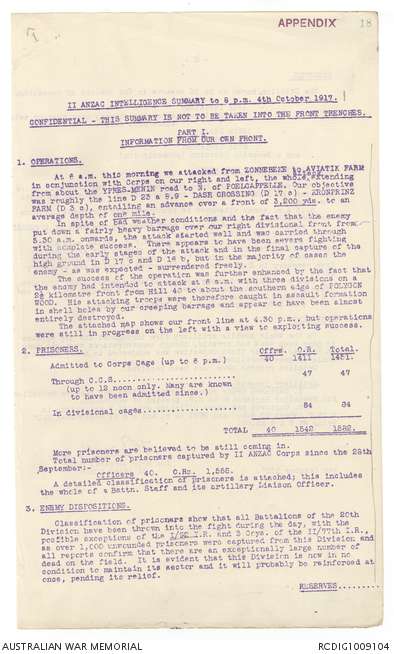 APPENDIX 18
II ANZAC INTELLIGENCE SUMMARY to 6 p.m. 4th October 1917.
CONFIDENTIAL - THIS SUMMARY IS NOT TO BE TAKEN INTO THE FRONT TRENCHES.
PART I.
INFORMATION FROM OUR OWN FRONT.
1. OPERATIONS.
At 6 a.m. this morning we attacked from ZONNEBEKE to AVIATIK FARM
in conjunction with Corps on our right and left, the whole attack extending
from about the YPRES-MENIN road to N. of POELCAPPELLE. Our objective
was roughly the line D 22 a 9.9 - DASH CROSSING (D 17 c) - KRONPRINZ
FARM (D 3 c), entailing an advance over a front of 3,200 yds. to an
average depth of one mile.
In spite of bad weather conditions and the fact that the enemy
put down a fairly heavy barrage over our right divisional front from
5.30 a.m. onwards, the attack started well and was carried through
with complete success. There appears to have been severe fighting
during the early stages of the attack and in the final capture of the
high ground in D 17 c and D 16 b, but in the majority of cases the
enemy - as was expected - surrendered freely.
The success of the operation was further enhanced by the fact that
the enemy had intended to attack at 6 a.m. with three divisions on a
2½ kilometre front from Hill 40 to about the southern edge of POLYGON
WOOD. His attacking troops were therefore caught in assault formation
in shell holes by our creeping barrage and appear to have been almost
entirely destroyed.
The attached map shows our front line at 4.30 p.m., but operations
were still in progress on the left with a view to exploiting success.
2. PRISONERS.
Offrs. O.R. Total.
Admitted to Corps Cage (up to 6 p.m.) 40 1411 1451.
Through C.C.S. 47 47
(up to 12 noon only. Many are known
to have been admitted since.)
In divisional cages 84 84
TOTAL 40 1542 1582.
More prisoners are believed to be still coming in.
Total number of prisoners captured by II ANZAC Corps since the 28th
September:-
Officers 40. O.Rs. 1,556.
A detailed classification of prisoners is attached; this includes
the whole of a Battn. Staff and its artillery Liaison Officer.
3. ENEMY DISPOSITIONS.
Classification of prisoners show that all Battalions of the 20th
Division have been thrown into the fight during the day, with the
possible exceptions of the I/92 I.R. and 3 Coys. of the II/77th I.R.,
as over 1,000 unwounded prisoners were captured from this Division and
all reports confirm that there are an exceptionally large number of
dead on the field. It is evident that this Division is now in no
condition to maintain its sector and it will probably be reinforced at
once, pending its relief.
RESERVES.........
AUSTRALIAN WAR MEMORIAL
RCDIG1009104